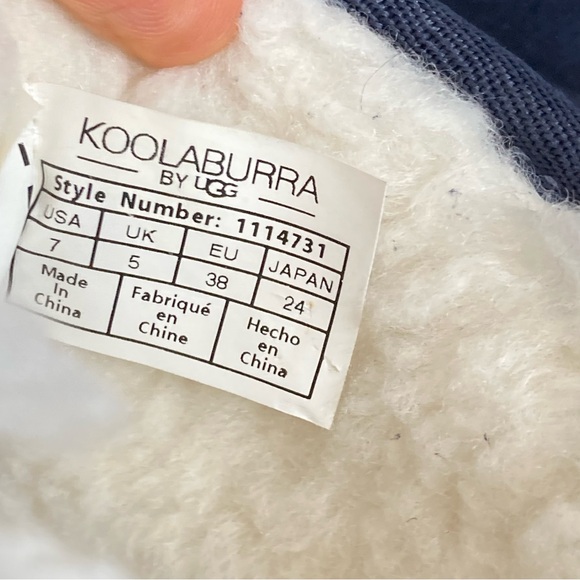 KOOLABURRA
BY UGG
Style Number: 1114731
USA UK EU JAPAN
7 5 38 24
Made In China
Fabriqué en Chine
Hecho en China